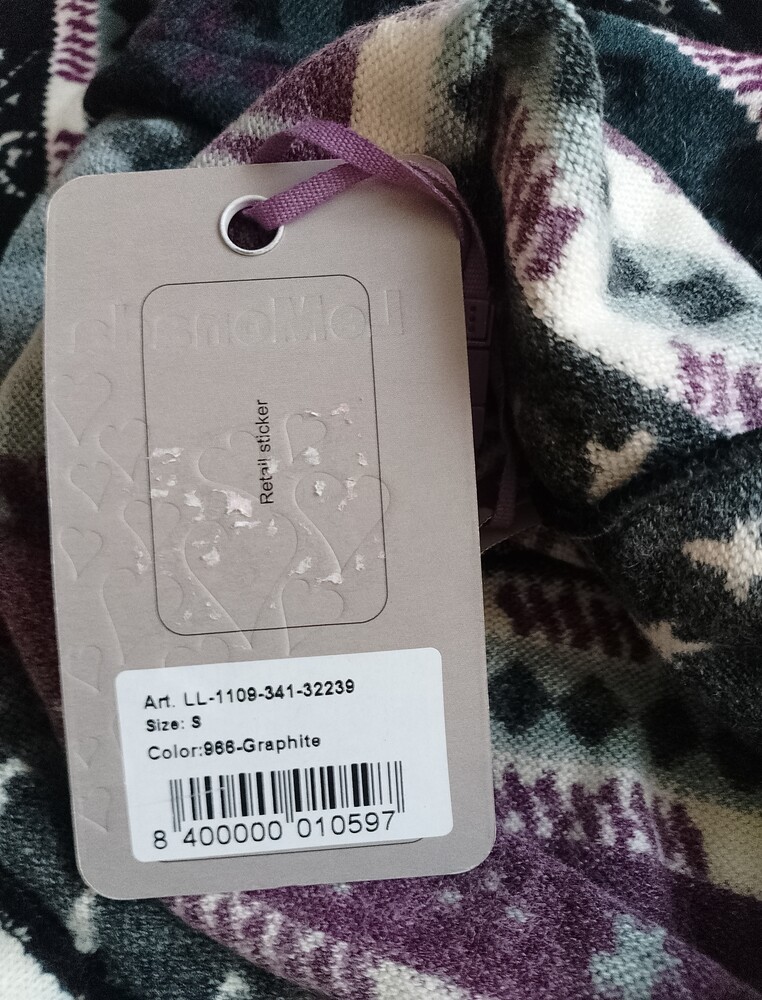 Retail sticker
Art. LL-1109-341-32239
Size: S
Color:966-Graphite
8 400000 010597